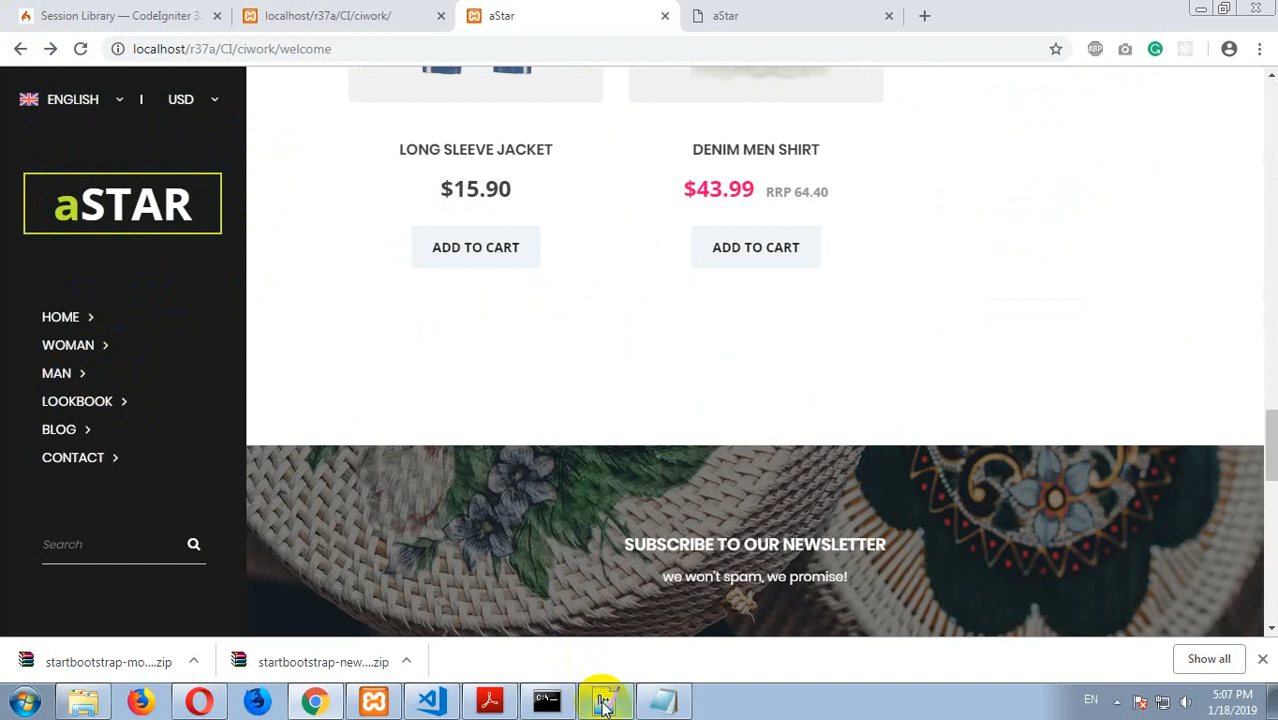 Session Library — CodeIgniter 3.
localhost/r37a/CI/ciwork/
aStar
aStar
localhost/r37a/CI/ciwork/welcome
ABP
ENGLISH
USD
aSTAR
HOME
WOMAN
MAN
LOOKBOOK
BLOG
CONTACT
Search
LONG SLEEVE JACKET
$15.90
ADD TO CART
DENIM MEN SHIRT
$43.99 RRP 64.40
ADD TO CART
SUBSCRIBE TO OUR NEWSLETTER
we won't spam, we promise!
startbootstrap-mo....zip
startbootstrap-new....zip
Show all
EN
5:07 PM
1/18/2019